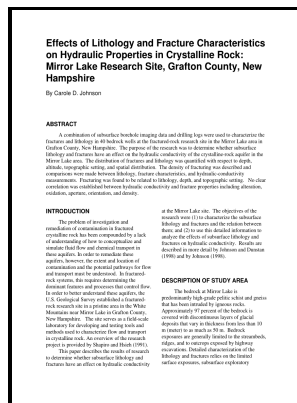 Effects of Lithology and Fracture Characteristics
on Hydraulic Properties in Crystalline Rock:
Mirror Lake Research Site, Grafton County, New
Hampshire
By Carole D. Johnson
ABSTRACT
A combination of subsurface borehole imaging data and drilling logs were used to characterize the
fractures and lithology in 40 bedrock wells at the fractured-rock research site in the Mirror Lake area in
Grafton County, New Hampshire. The purpose of the research was to determine whether subsurface
lithology and fractures have an effect on the hydraulic conductivity of the crystalline-rock aquifer in the
Mirror Lake area. The distribution of fractures and lithology was quantified with respect to depth,
altitude, topographic setting, and spatial distribution. The density of fracturing was described and
comparisons were made between lithology, fracture characteristics, and hydraulic-conductivity
measurements. Fracturing was found to be related to lithology, depth, and topographic setting. No clear
correlation was established between hydraulic conductivity and fracture properties including alteration,
oxidation, aperture, orientation, and density.
INTRODUCTION
The problem of investigation and
remediation of contamination in fractured
crystalline rock has been compounded by a lack
of understanding of how to conceptualize and
simulate fluid flow and chemical transport in
these aquifers. In order to remediate these
aquifers, however, the extent and location of
contamination and the potential pathways for flow
and transport must be understood. In fractured-
rock systems, this requires determining the
dominant features and processes that control flow.
In order to better understand these aquifers, the
U.S. Geological Survey established a fractured-
rock research site in a pristine area in the White
Mountains near Mirror Lake in Grafton County,
New Hampshire. The site serves as a field-scale
laboratory for developing and testing tools and
methods used to characterize flow and transport
in crystalline rock. An overview of the research
project is provided by Shapiro and Hsieh (1991).
This paper describes the results of research
to determine whether subsurface lithology and
fractures have an effect on hydraulic conductivity
at the Mirror Lake site. The objectives of the
research were (1) to characterize the subsurface
lithology and fractures and the relation between
them; and (2) to use this detailed information to
analyze the effects of subsurface lithology and
fractures on hydraulic conductivity. Results are
described in more detail by Johnson and Dunstan
(1998) and by Johnson (1998).
DESCRIPTION OF STUDY AREA
The bedrock at Mirror Lake is
predominantly high-grade pelitic schist and gneiss
that has been intruded by igneous rocks.
Approximately 97 percent of the bedrock is
covered with discontinuous layers of glacial
deposits that vary in thickness from less than 10
m (meter) to as much as 50 m. Bedrock
exposures are generally limited to the streambeds,
ridges, and to outcrops exposed by highway
excavations. Detailed characterization of the
lithology and fractures relies on the limited
surface exposures, subsurface exploratory